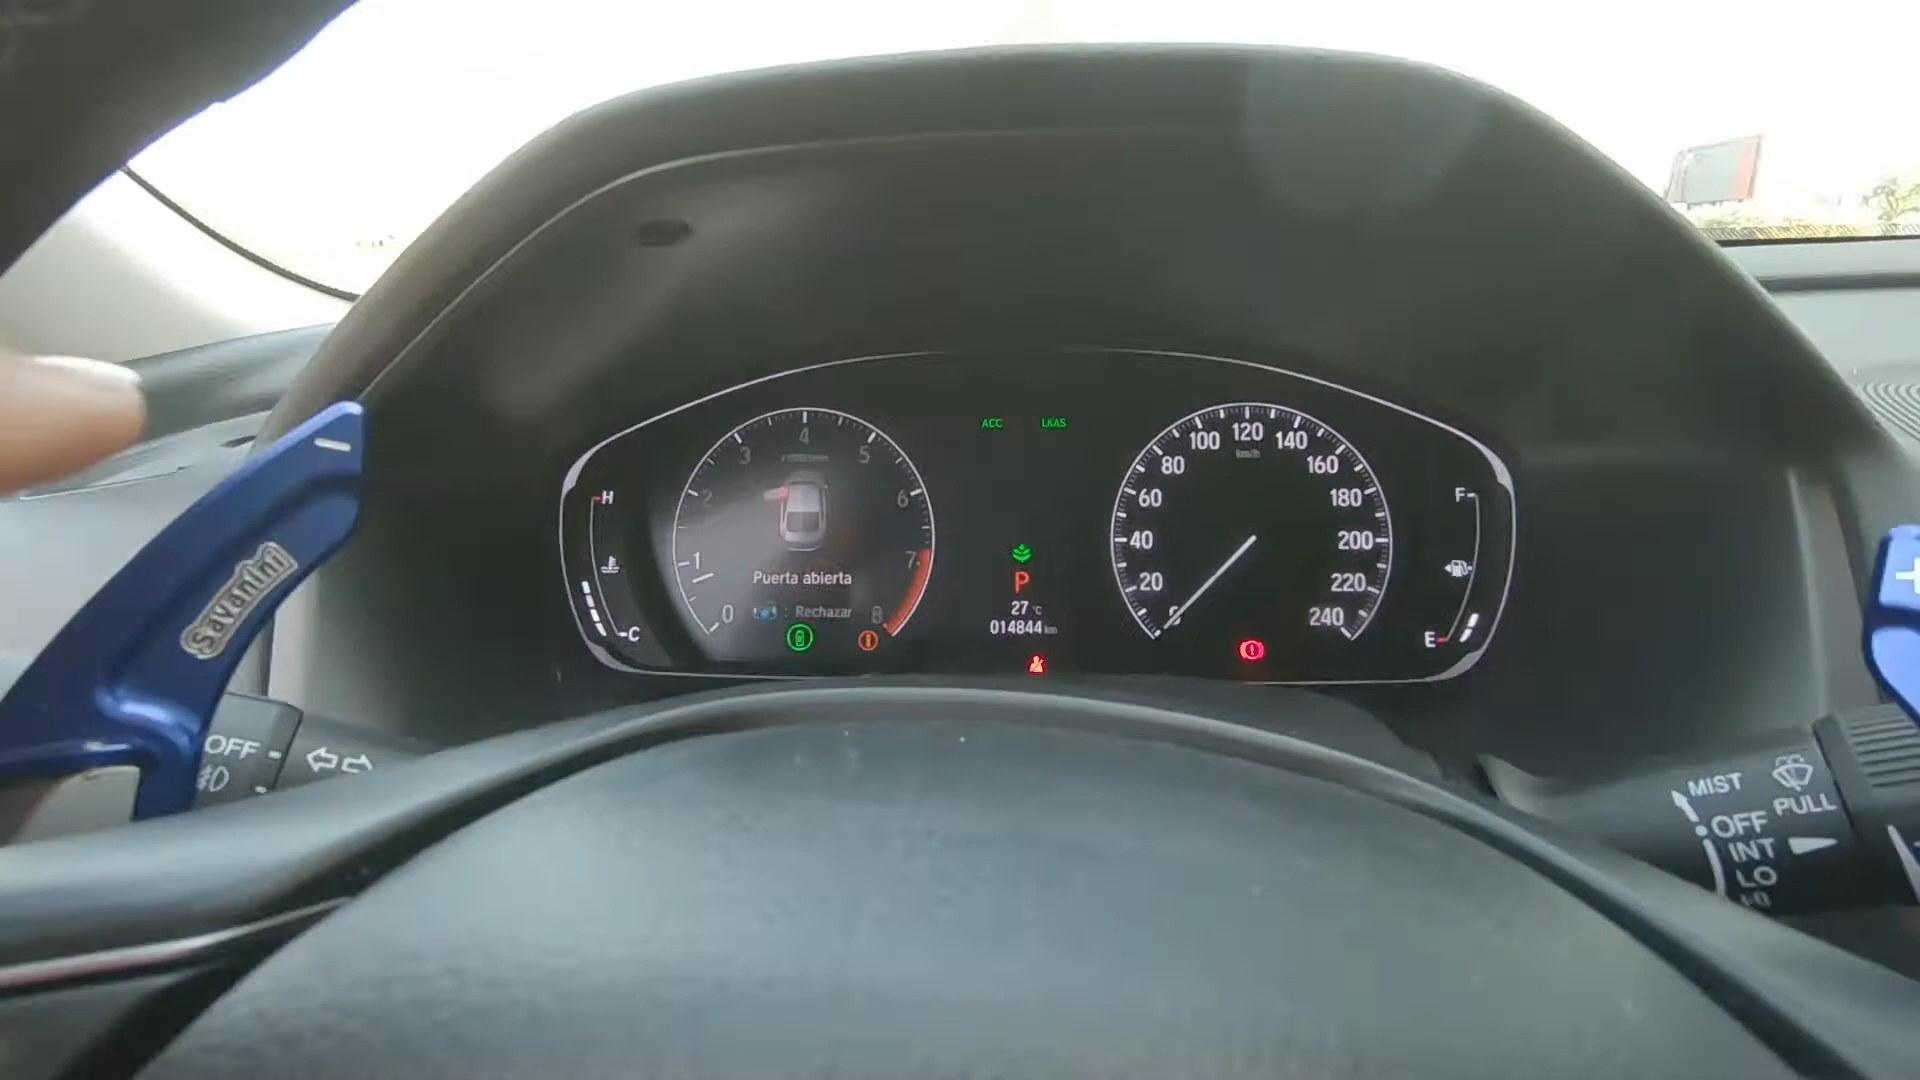 ACC LKAS
H
C
0
1
2
3
4
5
6
7
8
Puerta abierta
: Rechazar
P
27 °C
014844 km
20
40
60
80
100
120
140
160
180
200
220
240
km/h
F
E
Savanini
OFF
MIST
PULL
OFF
INT
LO
+